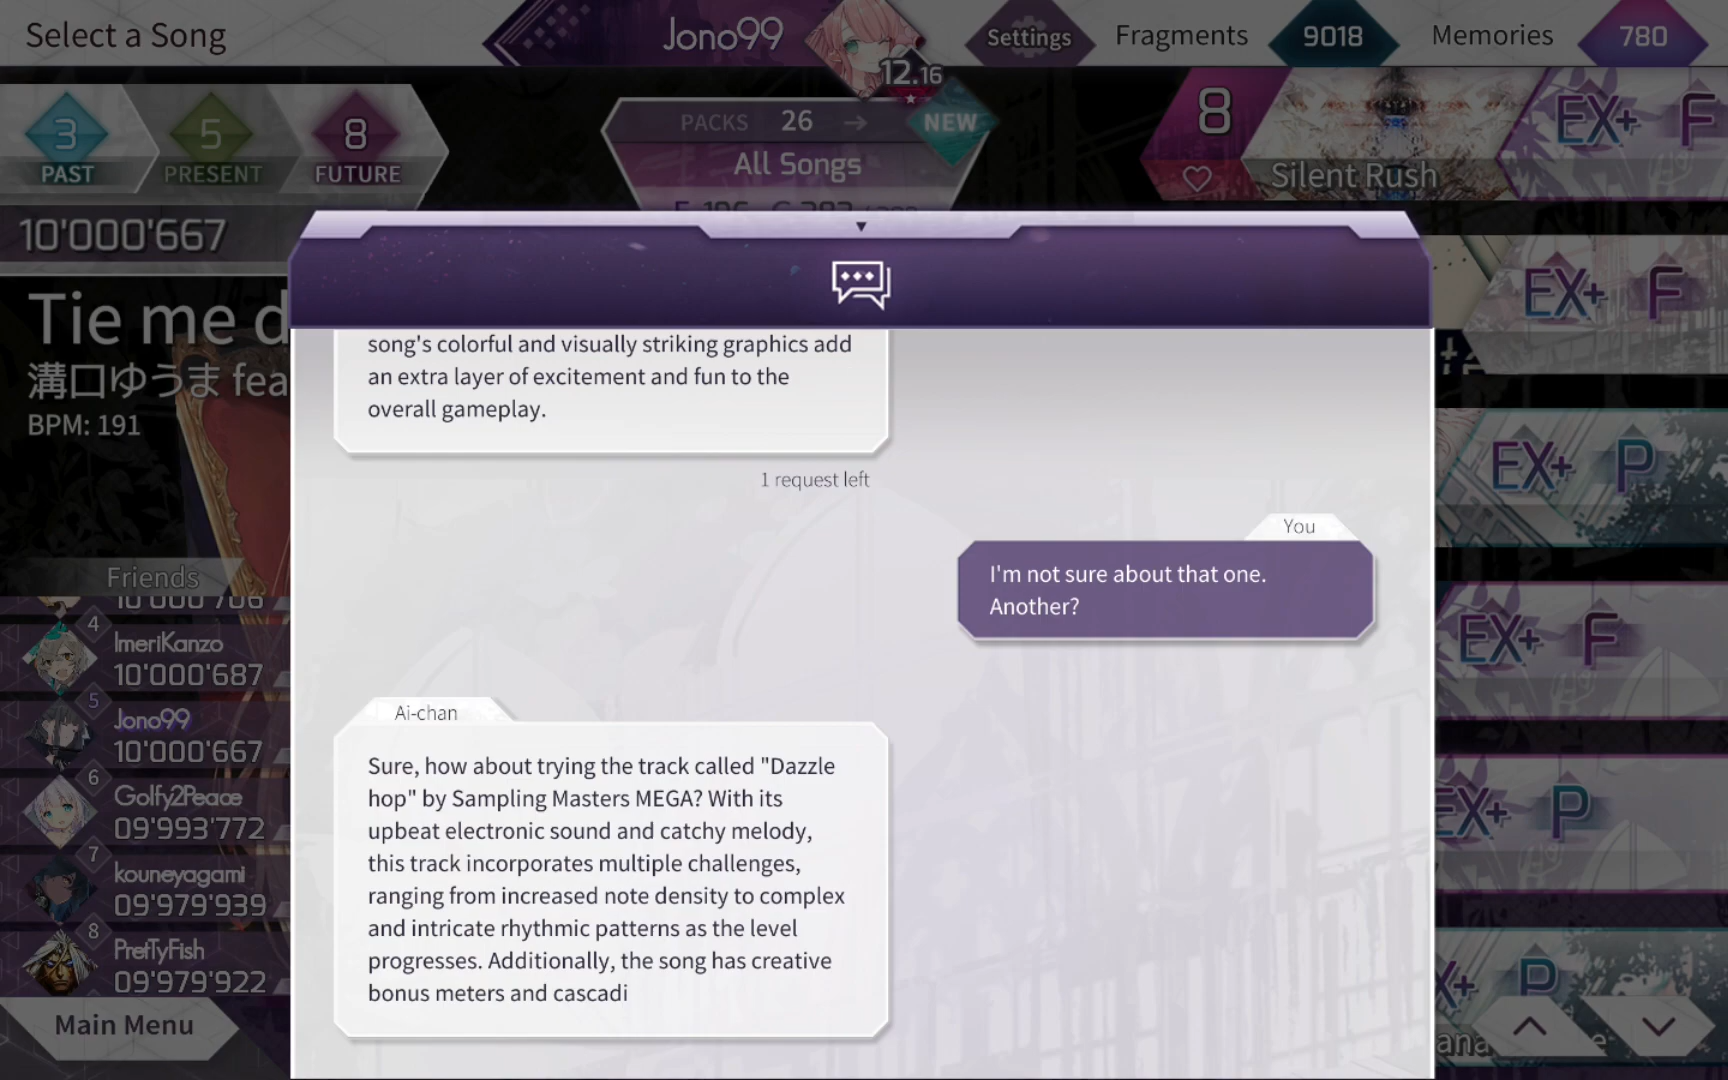 Select a Song
Jono99
12.16
Settings
Fragments
9018
Memories
780
3
PAST
5
PRESENT
8
FUTURE
PACKS 26 →
NEW
All Songs
8
Silent Rush
EX+ F
10'000'667
EX+ F
Tie me d
溝口ゆうま fea
BPM: 191
song's colorful and visually striking graphics add
an extra layer of excitement and fun to the
overall gameplay.
1 request left
EX+ P
You
I'm not sure about that one.
Another?
Friends
4
ImeriKanzo
10'000'687
EX+ F
5
Jono99
10'000'667
6
Golfy2Peace
09'993'772
EX+ P
7
kouneyagami
09'979'939
8
PretTyFish
09'979'922
P
Ai-chan
Sure, how about trying the track called "Dazzle
hop" by Sampling Masters MEGA? With its
upbeat electronic sound and catchy melody,
this track incorporates multiple challenges,
ranging from increased note density to complex
and intricate rhythmic patterns as the level
progresses. Additionally, the song has creative
bonus meters and cascadi
Main Menu